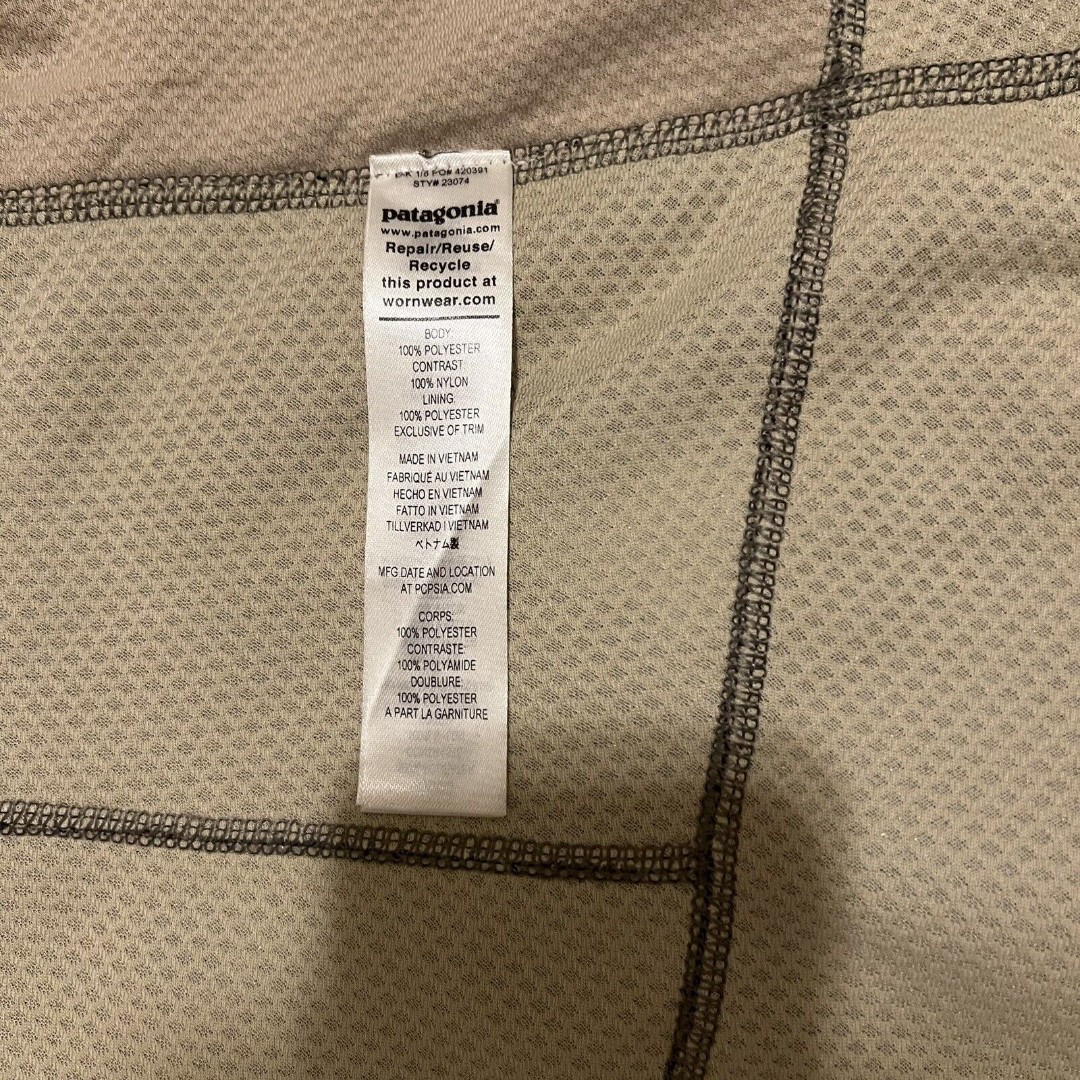 1/8 PO# 420391
STY# 23074
patagonia®
www.patagonia.com
Repair/Reuse/
Recycle
this product at
wornwear.com
BODY:
100% POLYESTER
CONTRAST:
100% NYLON
LINING:
100% POLYESTER
EXCLUSIVE OF TRIM
MADE IN VIETNAM
FABRIQUÉ AU VIETNAM
HECHO EN VIETNAM
FATTO IN VIETNAM
TILLVERKAD I VIETNAM
ベトナム製
MFG DATE AND LOCATION
AT PCPSIA.COM
CORPS:
100% POLYESTER
CONTRASTE:
100% POLYAMIDE
DOUBLURE:
100% POLYESTER
A PART LA GARNITURE